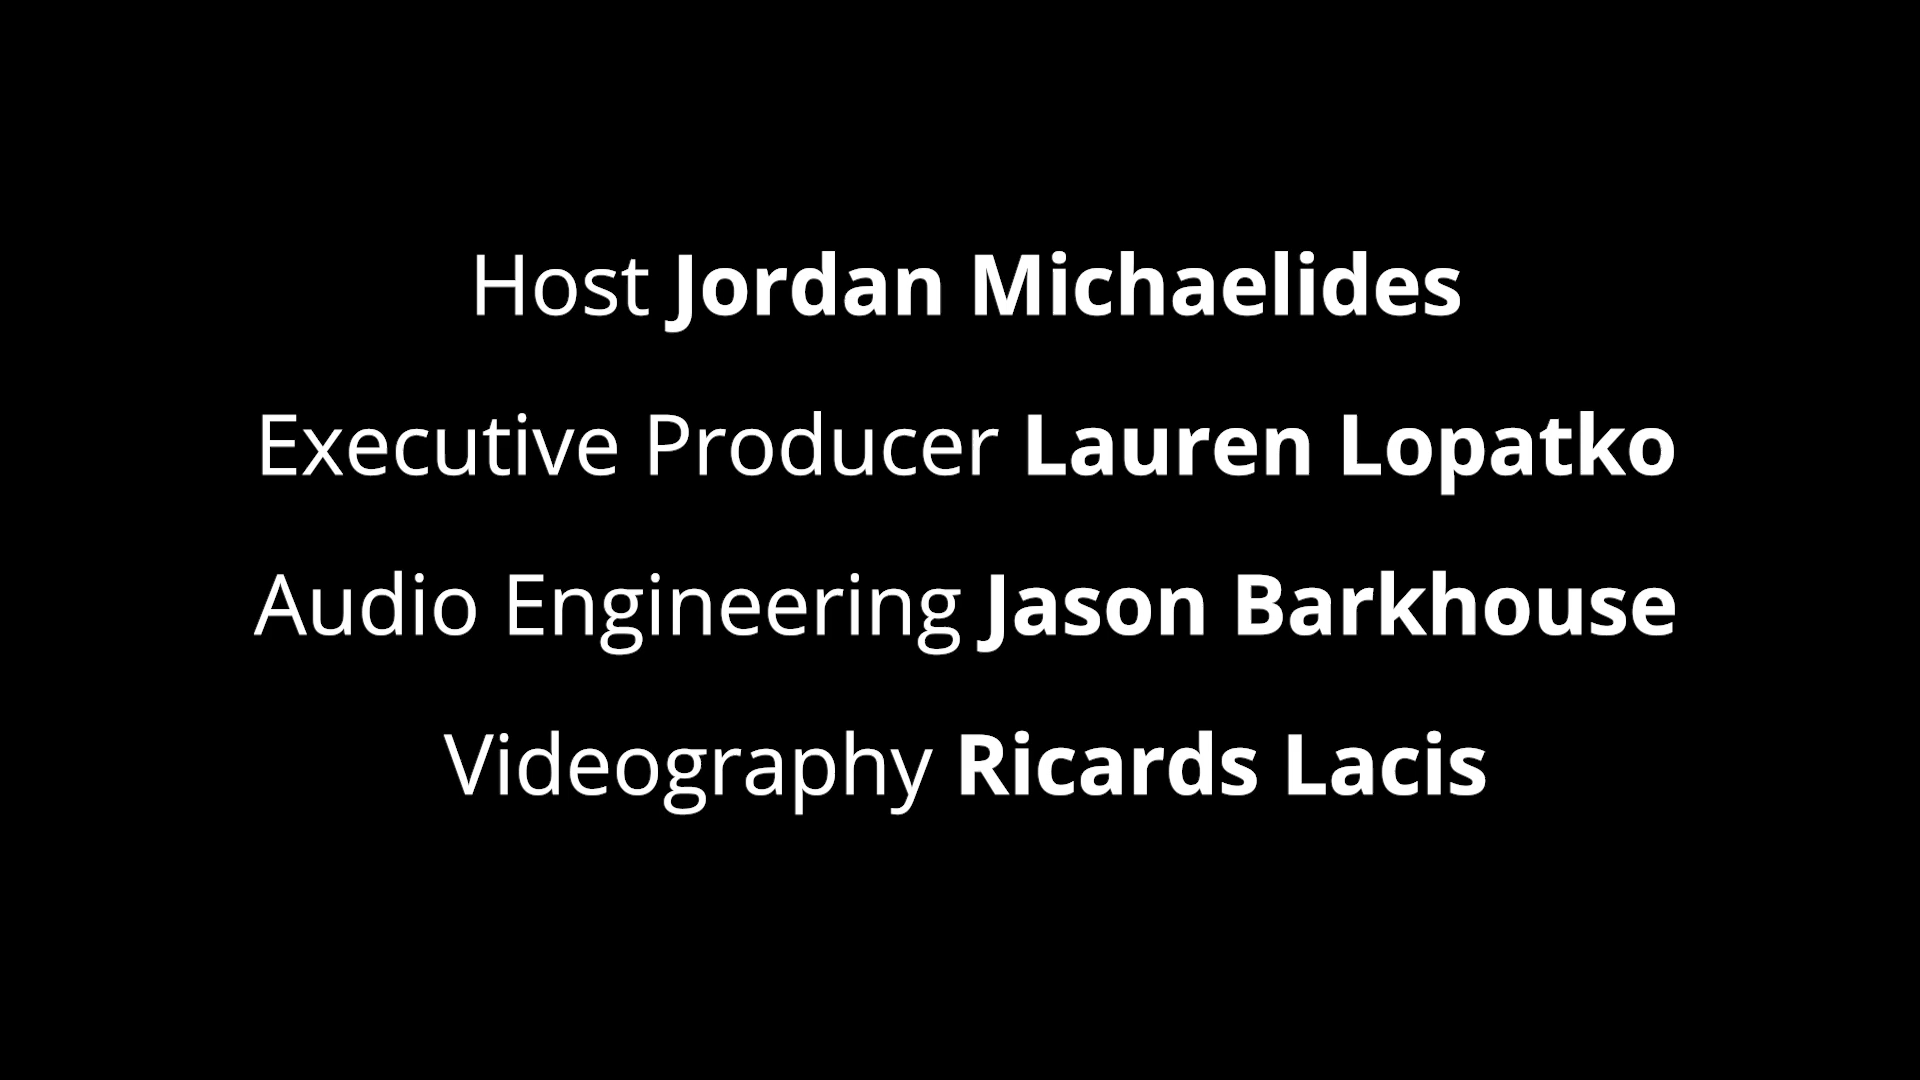 Host Jordan Michaelides
Executive Producer Lauren Lopatko
Audio Engineering Jason Barkhouse
Videography Ricards Lacis